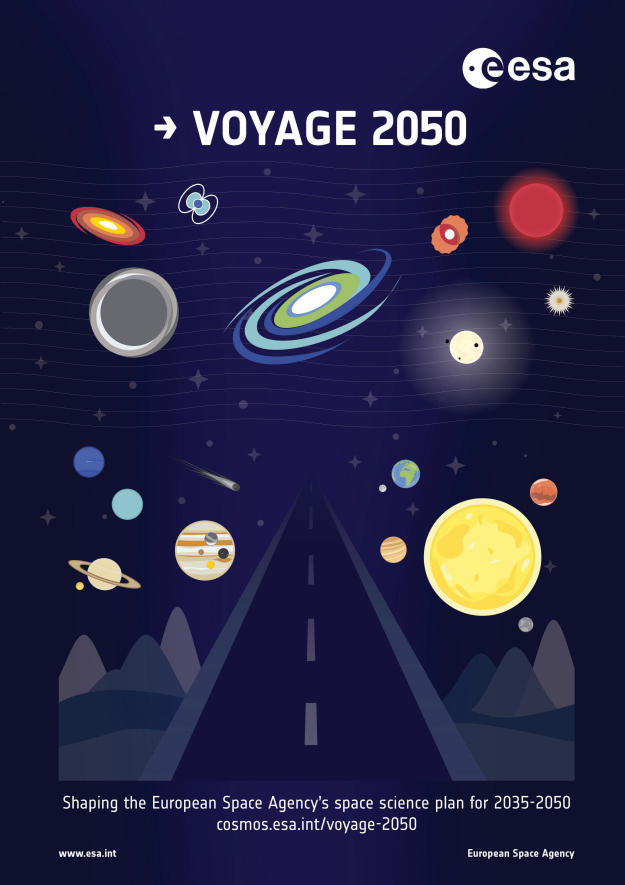 esa
→ VOYAGE 2050
Shaping the European Space Agency's space science plan for 2035-2050
cosmos.esa.int/voyage-2050
www.esa.int
European Space Agency